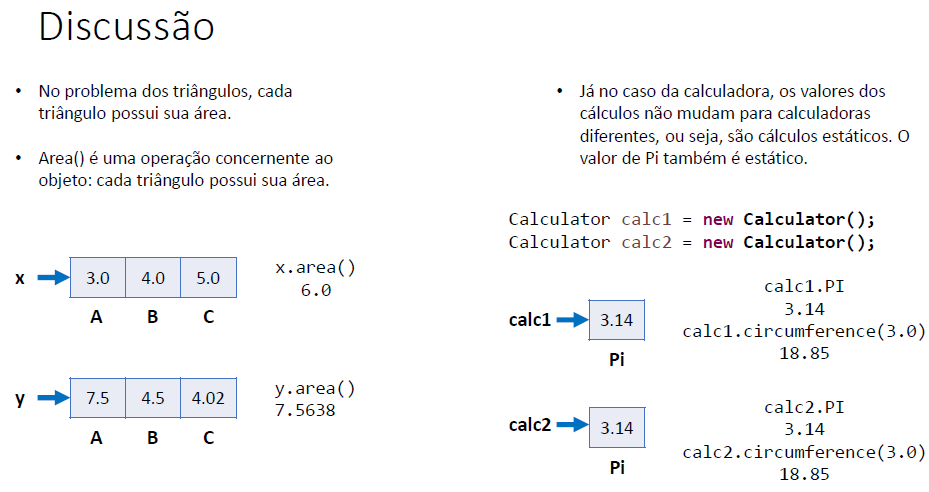 Discussão
• No problema dos triângulos, cada
triângulo possui sua área.
• Area() é uma operação concernente ao
objeto: cada triângulo possui sua área.
x
3.0 4.0 5.0
A B C
x.area()
6.0
y
7.5 4.5 4.02
A B C
y.area()
7.5638
• Já no caso da calculadora, os valores dos
cálculos não mudam para calculadoras
diferentes, ou seja, são cálculos estáticos. O
valor de Pi também é estático.
Calculator calc1 = new Calculator();
Calculator calc2 = new Calculator();
calc1
3.14
Pi
calc1.PI
3.14
calc1.circumference(3.0)
18.85
calc2
3.14
Pi
calc2.PI
3.14
calc2.circumference(3.0)
18.85